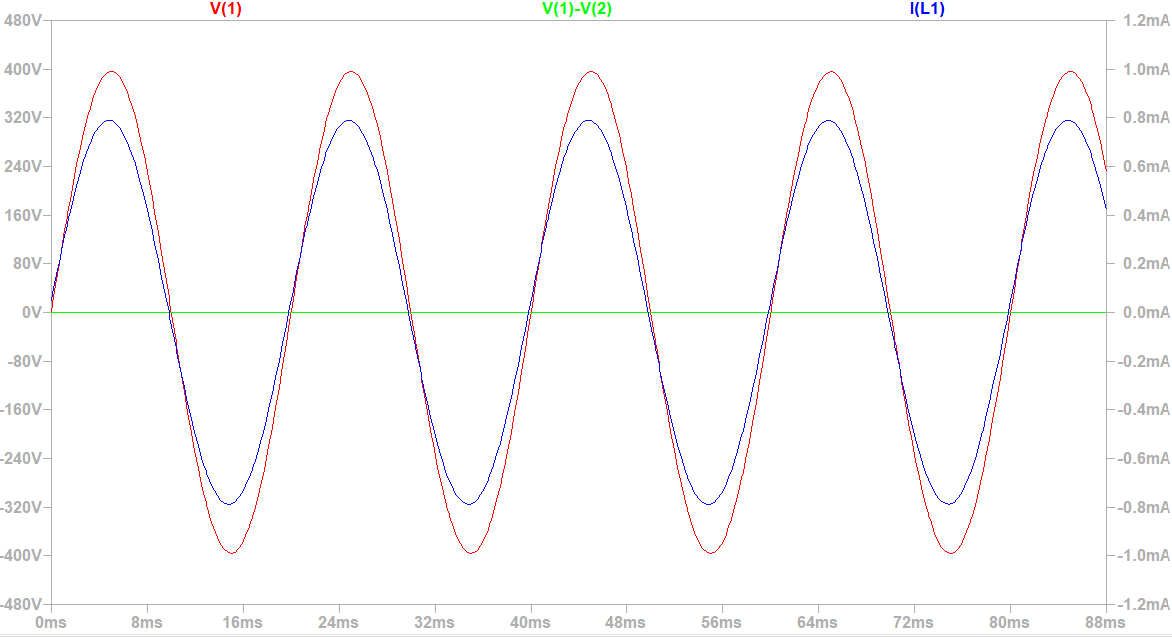 V(1) V(1)-V(2) I(L1)
480V 1.2mA
400V 1.0mA
320V 0.8mA
240V 0.6mA
160V 0.4mA
80V 0.2mA
0V 0.0mA
-80V -0.2mA
-160V -0.4mA
-240V -0.6mA
-320V -0.8mA
-400V -1.0mA
-480V -1.2mA
0ms 8ms 16ms 24ms 32ms 40ms 48ms 56ms 64ms 72ms 80ms 88ms